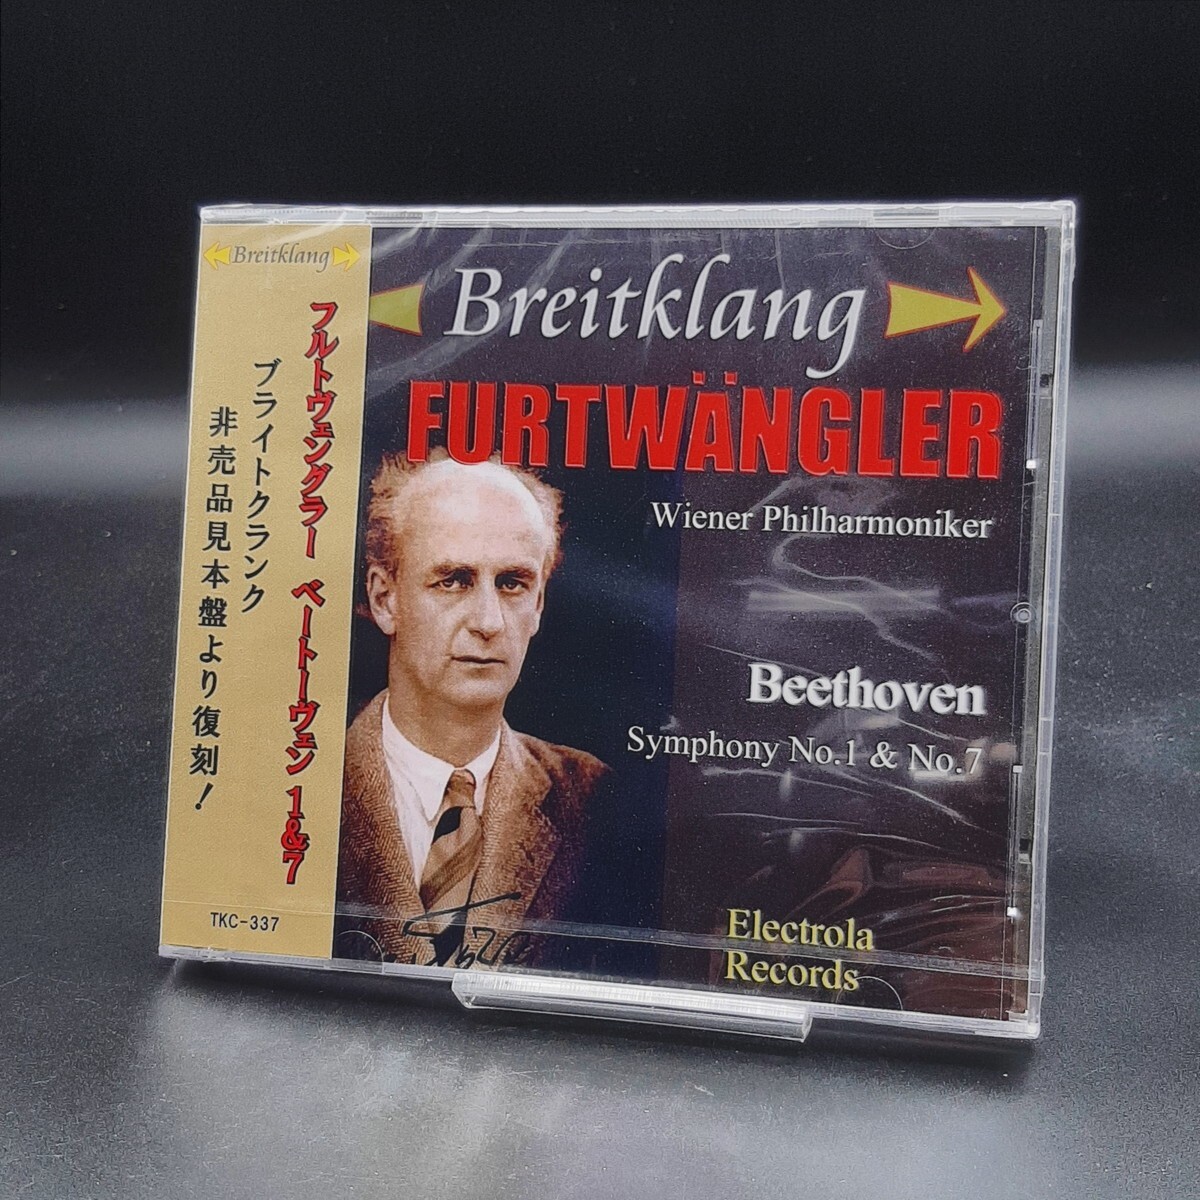 Breitklang
フルトヴェングラー ベートーヴェン 1&7
ブライトクランク
非売品見本盤より復刻！
TKC-337
Breitklang
FURTWÄNGLER
Wiener Philharmoniker
Beethoven
Symphony No.1 & No.7
Electrola
Records